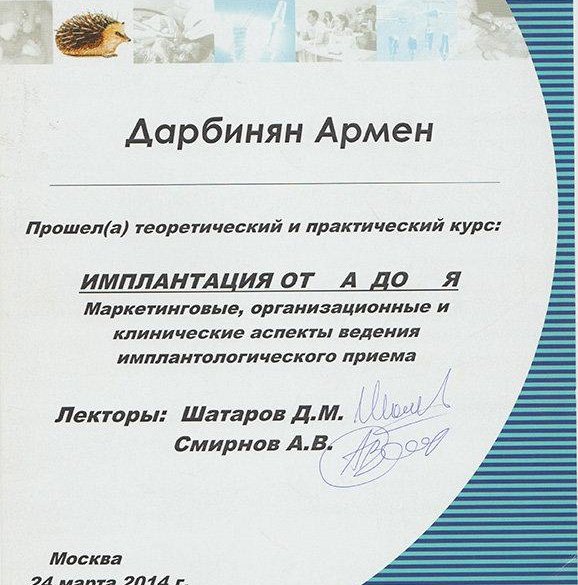 Дарбинян Армен
Прошел(а) теоретический и практический курс:
ИМПЛАНТАЦИЯ ОТ А ДО Я
Маркетинговые, организационные и
клинические аспекты ведения
имплантологического приема
Лекторы: Шатаров Д.М.
Смирнов А.В.
Москва
24 марта 2014 г.